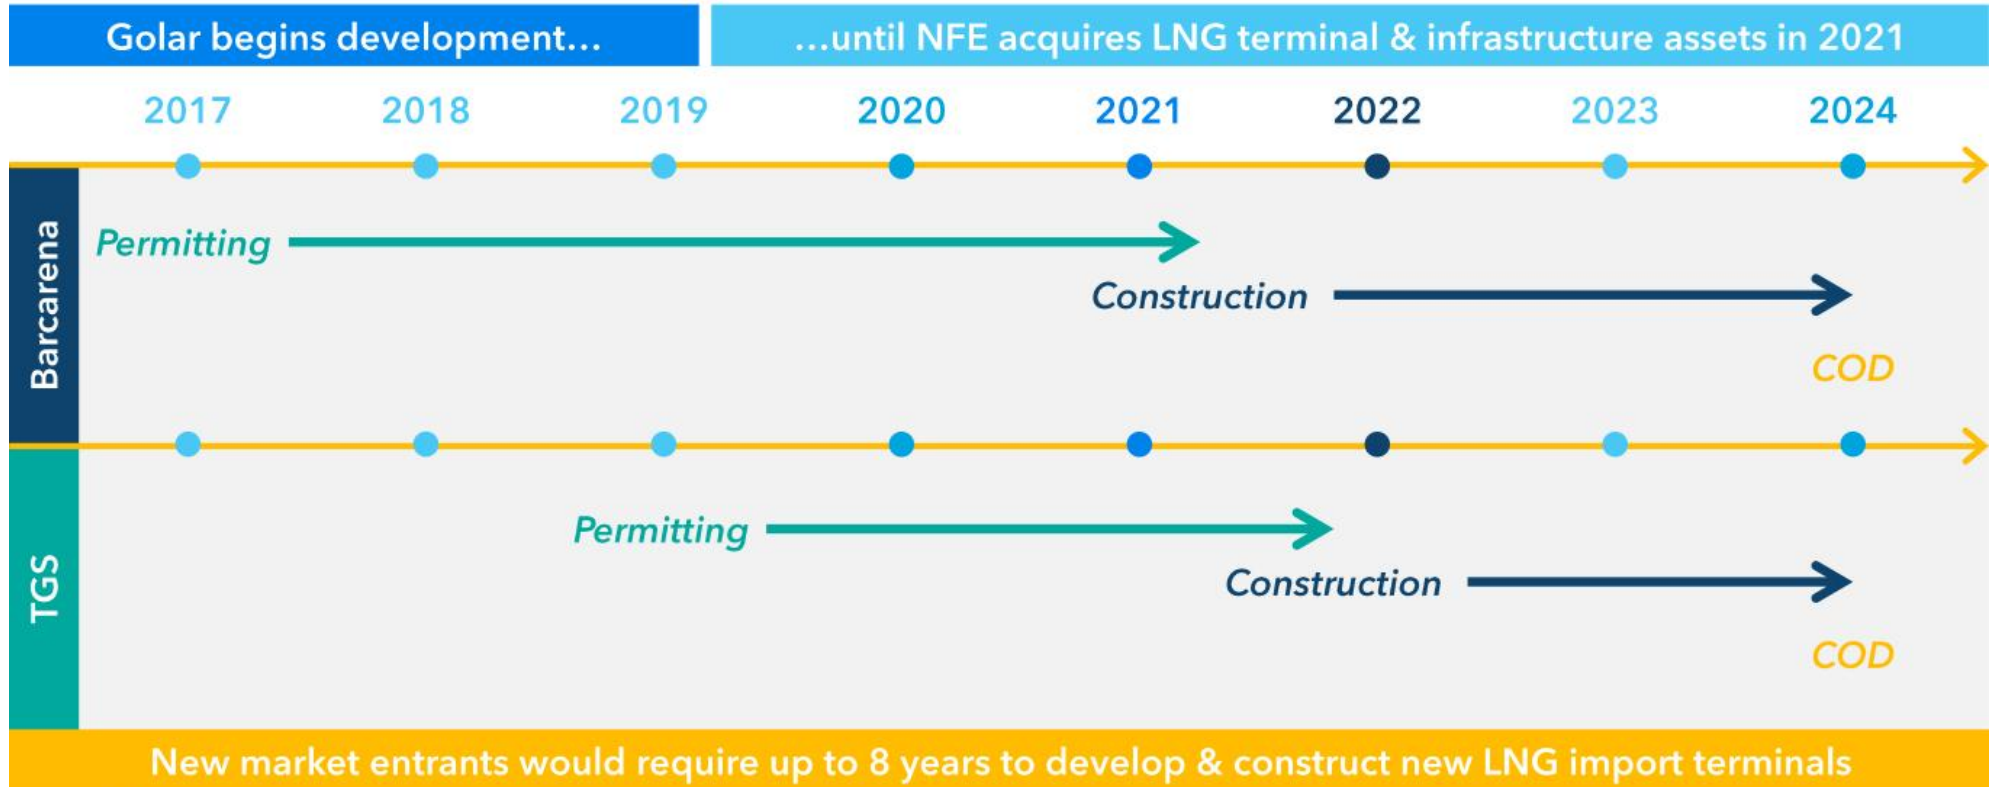 Golar begins development...
...until NFE acquires LNG terminal & infrastructure assets in 2021
2017 2018 2019 2020 2021 2022 2023 2024
Barcarena
Permitting
Construction
COD
TGS
Permitting
Construction
COD
New market entrants would require up to 8 years to develop & construct new LNG import terminals